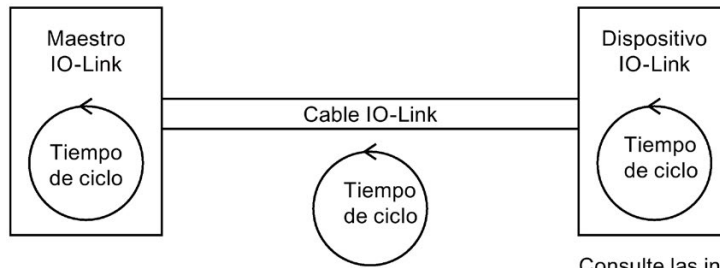 Maestro
IO-Link
Dispositivo
IO-Link
Cable IO-Link
Tiempo
de ciclo
Tiempo
de ciclo
Tiempo
de ciclo
Consulte las in